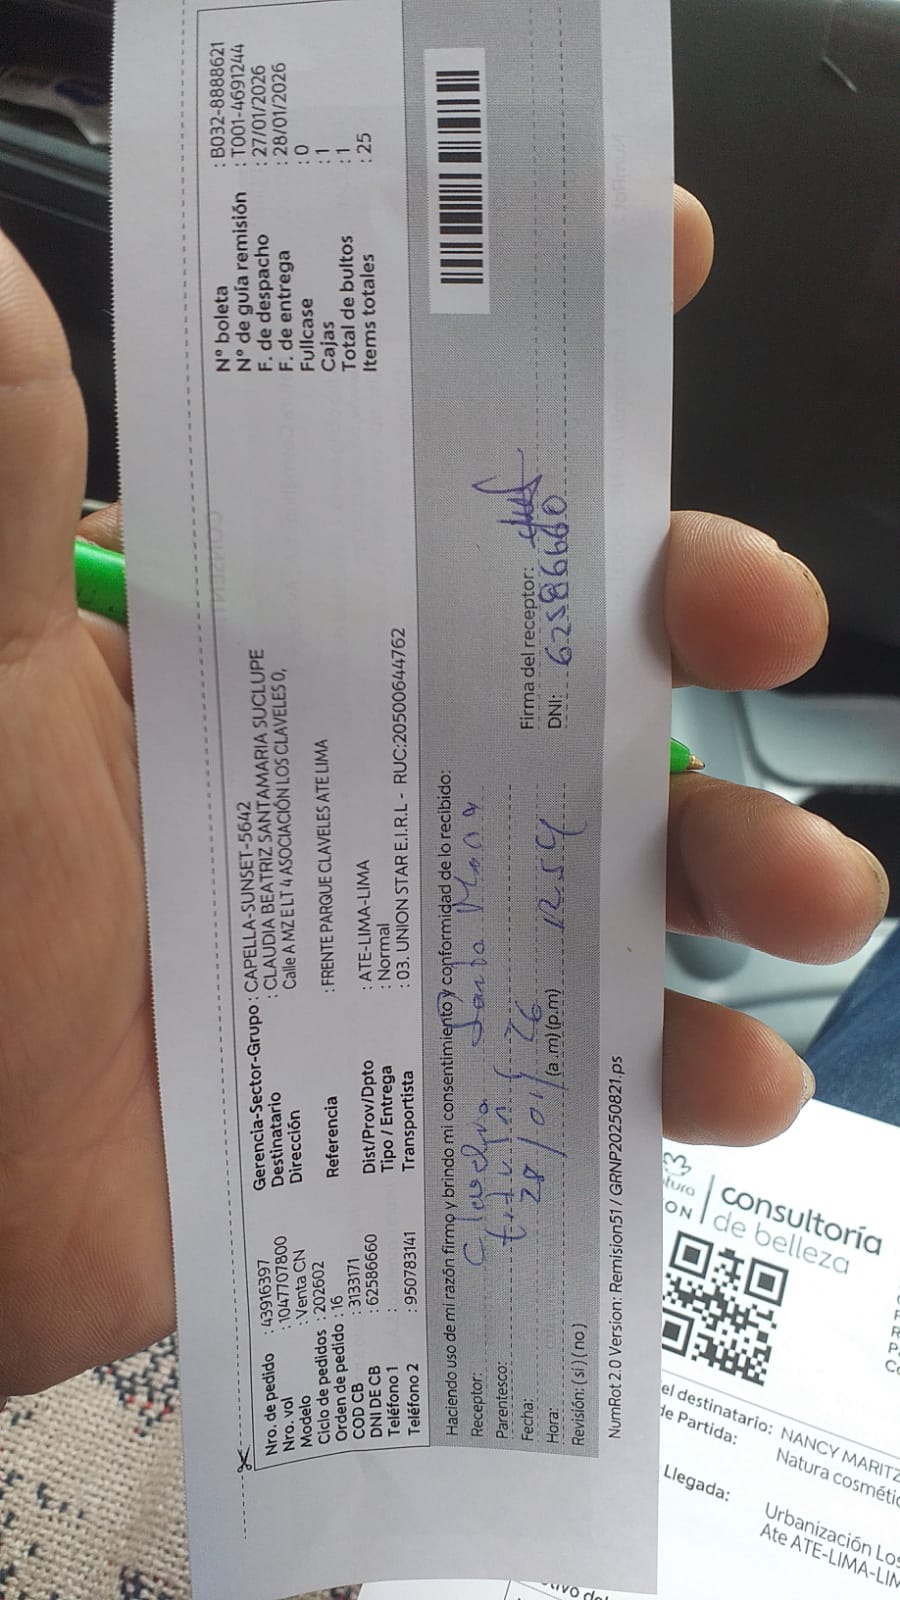 Nro. de pedido : 43916397
Nro. vol : 1047707800
Modelo : Venta CN
Ciclo de pedidos : 202602
Orden de pedido : 16
COD CB : 3133171
DNI DE CB : 62586660
Teléfono 1 :
Teléfono 2 : 950783141
Gerencia-Sector-Grupo : CAPELLA-SUNSET-5642
Destinatario : CLAUDIA BEATRIZ SANTAMARIA SUCLUPE
Dirección Calle A MZ E LT 4 ASOCIACIÓN LOS CLAVELES 0,
Referencia : FRENTE PARQUE CLAVELES ATE LIMA
Dist/Prov/Dpto : ATE-LIMA-LIMA
Tipo / Entrega : Normal
Transportista : 03. UNION STAR E.I.R.L - RUC:20500644762
N° boleta : B032-8888621
N° de guía remisión : T001-4691244
F. de despacho : 27/01/2026
F. de entrega : 28/01/2026
Fullcase : 0
Cajas : 1
Total de bultos : 1
Items totales : 25
Haciendo uso de mi razón firmo y brindo mi consentimiento y conformidad de lo recibido:
Receptor:
Parentesco:
Fecha: 28/01/26
Hora: (a.m) (p.m) 12 54
Revisión: ( si ) ( no )
Firma del receptor:
DNI: 62586660
NumRot 2.0 Version: Remision51 / GRNP20250821.ps
consultoría
de belleza
el destinatario: NANCY MARITZ
de Partida: Natura cosméti
Llegada: Urbanización Los
Ate ATE-LIMA-LIM